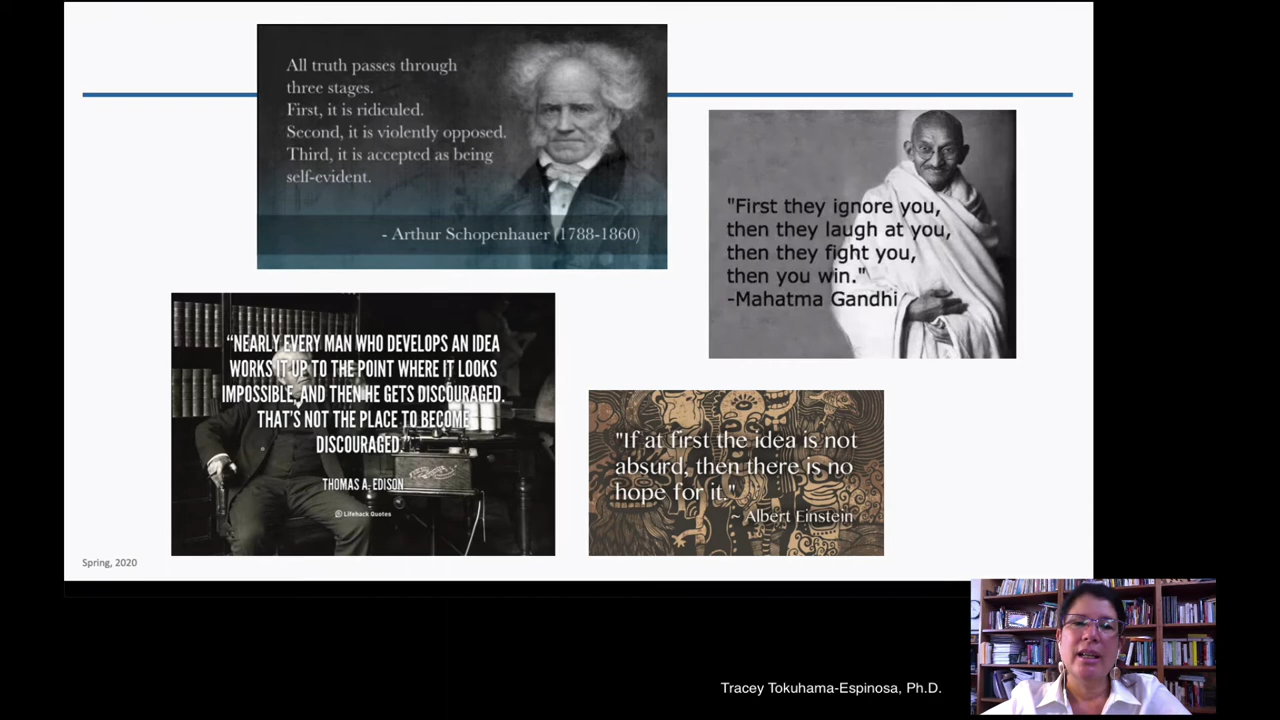 All truth passes through
three stages.
First, it is ridiculed.
Second, it is violently opposed.
Third, it is accepted as being
self-evident.
- Arthur Schopenhauer (1788-1860)
"First they ignore you,
then they laugh at you,
then they fight you,
then you win."
-Mahatma Gandhi
“NEARLY EVERY MAN WHO DEVELOPS AN IDEA
WORKS IT UP TO THE POINT WHERE IT LOOKS
IMPOSSIBLE, AND THEN HE GETS DISCOURAGED.
THAT'S NOT THE PLACE TO BECOME
DISCOURAGED.”
THOMAS A. EDISON
Lifehack Quotes
"If at first the idea is not
absurd, then there is no
hope for it."
~ Albert Einstein
Spring, 2020
Tracey Tokuhama-Espinosa, Ph.D.